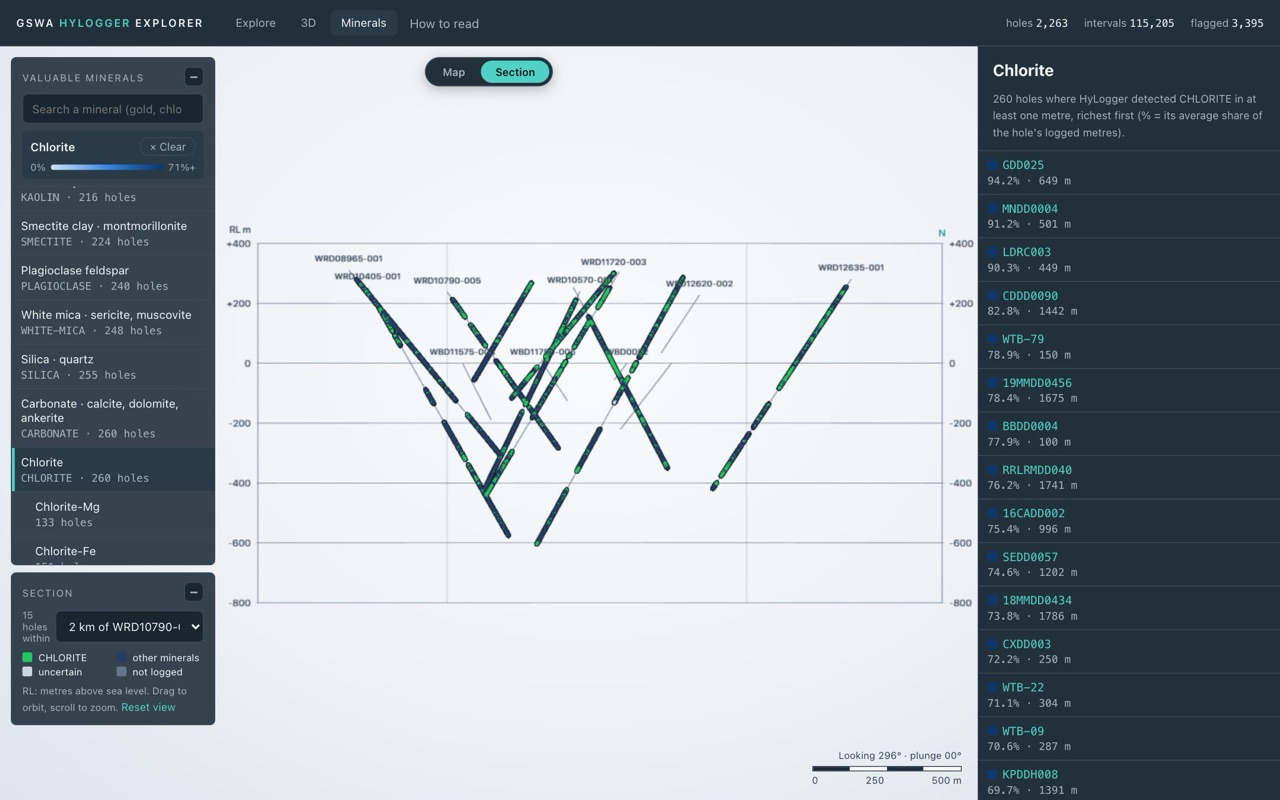 GSWA HYLOGGER EXPLORER
Explore
3D
Minerals
How to read
holes 2,263
intervals 115,205
flagged 3,395
VALUABLE MINERALS
Search a mineral (gold, chlo
Chlorite
× Clear
0%
71%+
KAOLIN · 216 holes
Smectite clay · montmorillonite
SMECTITE · 224 holes
Plagioclase feldspar
PLAGIOCLASE · 240 holes
White mica · sericite, muscovite
WHITE-MICA · 248 holes
Silica · quartz
SILICA · 255 holes
Carbonate · calcite, dolomite,
ankerite
CARBONATE · 260 holes
Chlorite
CHLORITE · 260 holes
Chlorite-Mg
133 holes
Chlorite-Fe
SECTION
15
holes
within
2 km of WRD10790-
CHLORITE
other minerals
uncertain
not logged
RL: metres above sea level. Drag to
orbit, scroll to zoom. Reset view
Map
Section
RL m
N
+400
+200
0
-200
-400
-600
-800
+400
+200
0
-200
-400
-600
-800
WRD08965-001
WRD10405-001
WRD10790-005
WRD11720-003
WRD10570-
WRD12620-002
WRD12635-001
WBD11575-
Looking 296° · plunge 00°
0
250
500 m
Chlorite
260 holes where HyLogger detected CHLORITE in at
least one metre, richest first (% = its average share of
the hole's logged metres).
GDD025
94.2% · 649 m
MNDD0004
91.2% · 501 m
LDRC003
90.3% · 449 m
CDDD0090
82.8% · 1442 m
WTB-79
78.9% · 150 m
19MMDD0456
78.4% · 1675 m
BBDD0004
77.9% · 100 m
RRLRMDD040
76.2% · 1741 m
16CADD002
75.4% · 996 m
SEDD0057
74.6% · 1202 m
18MMDD0434
73.8% · 1786 m
CXDD003
72.2% · 250 m
WTB-22
71.1% · 304 m
WTB-09
70.6% · 287 m
KPDDH008
69.7% · 1391 m